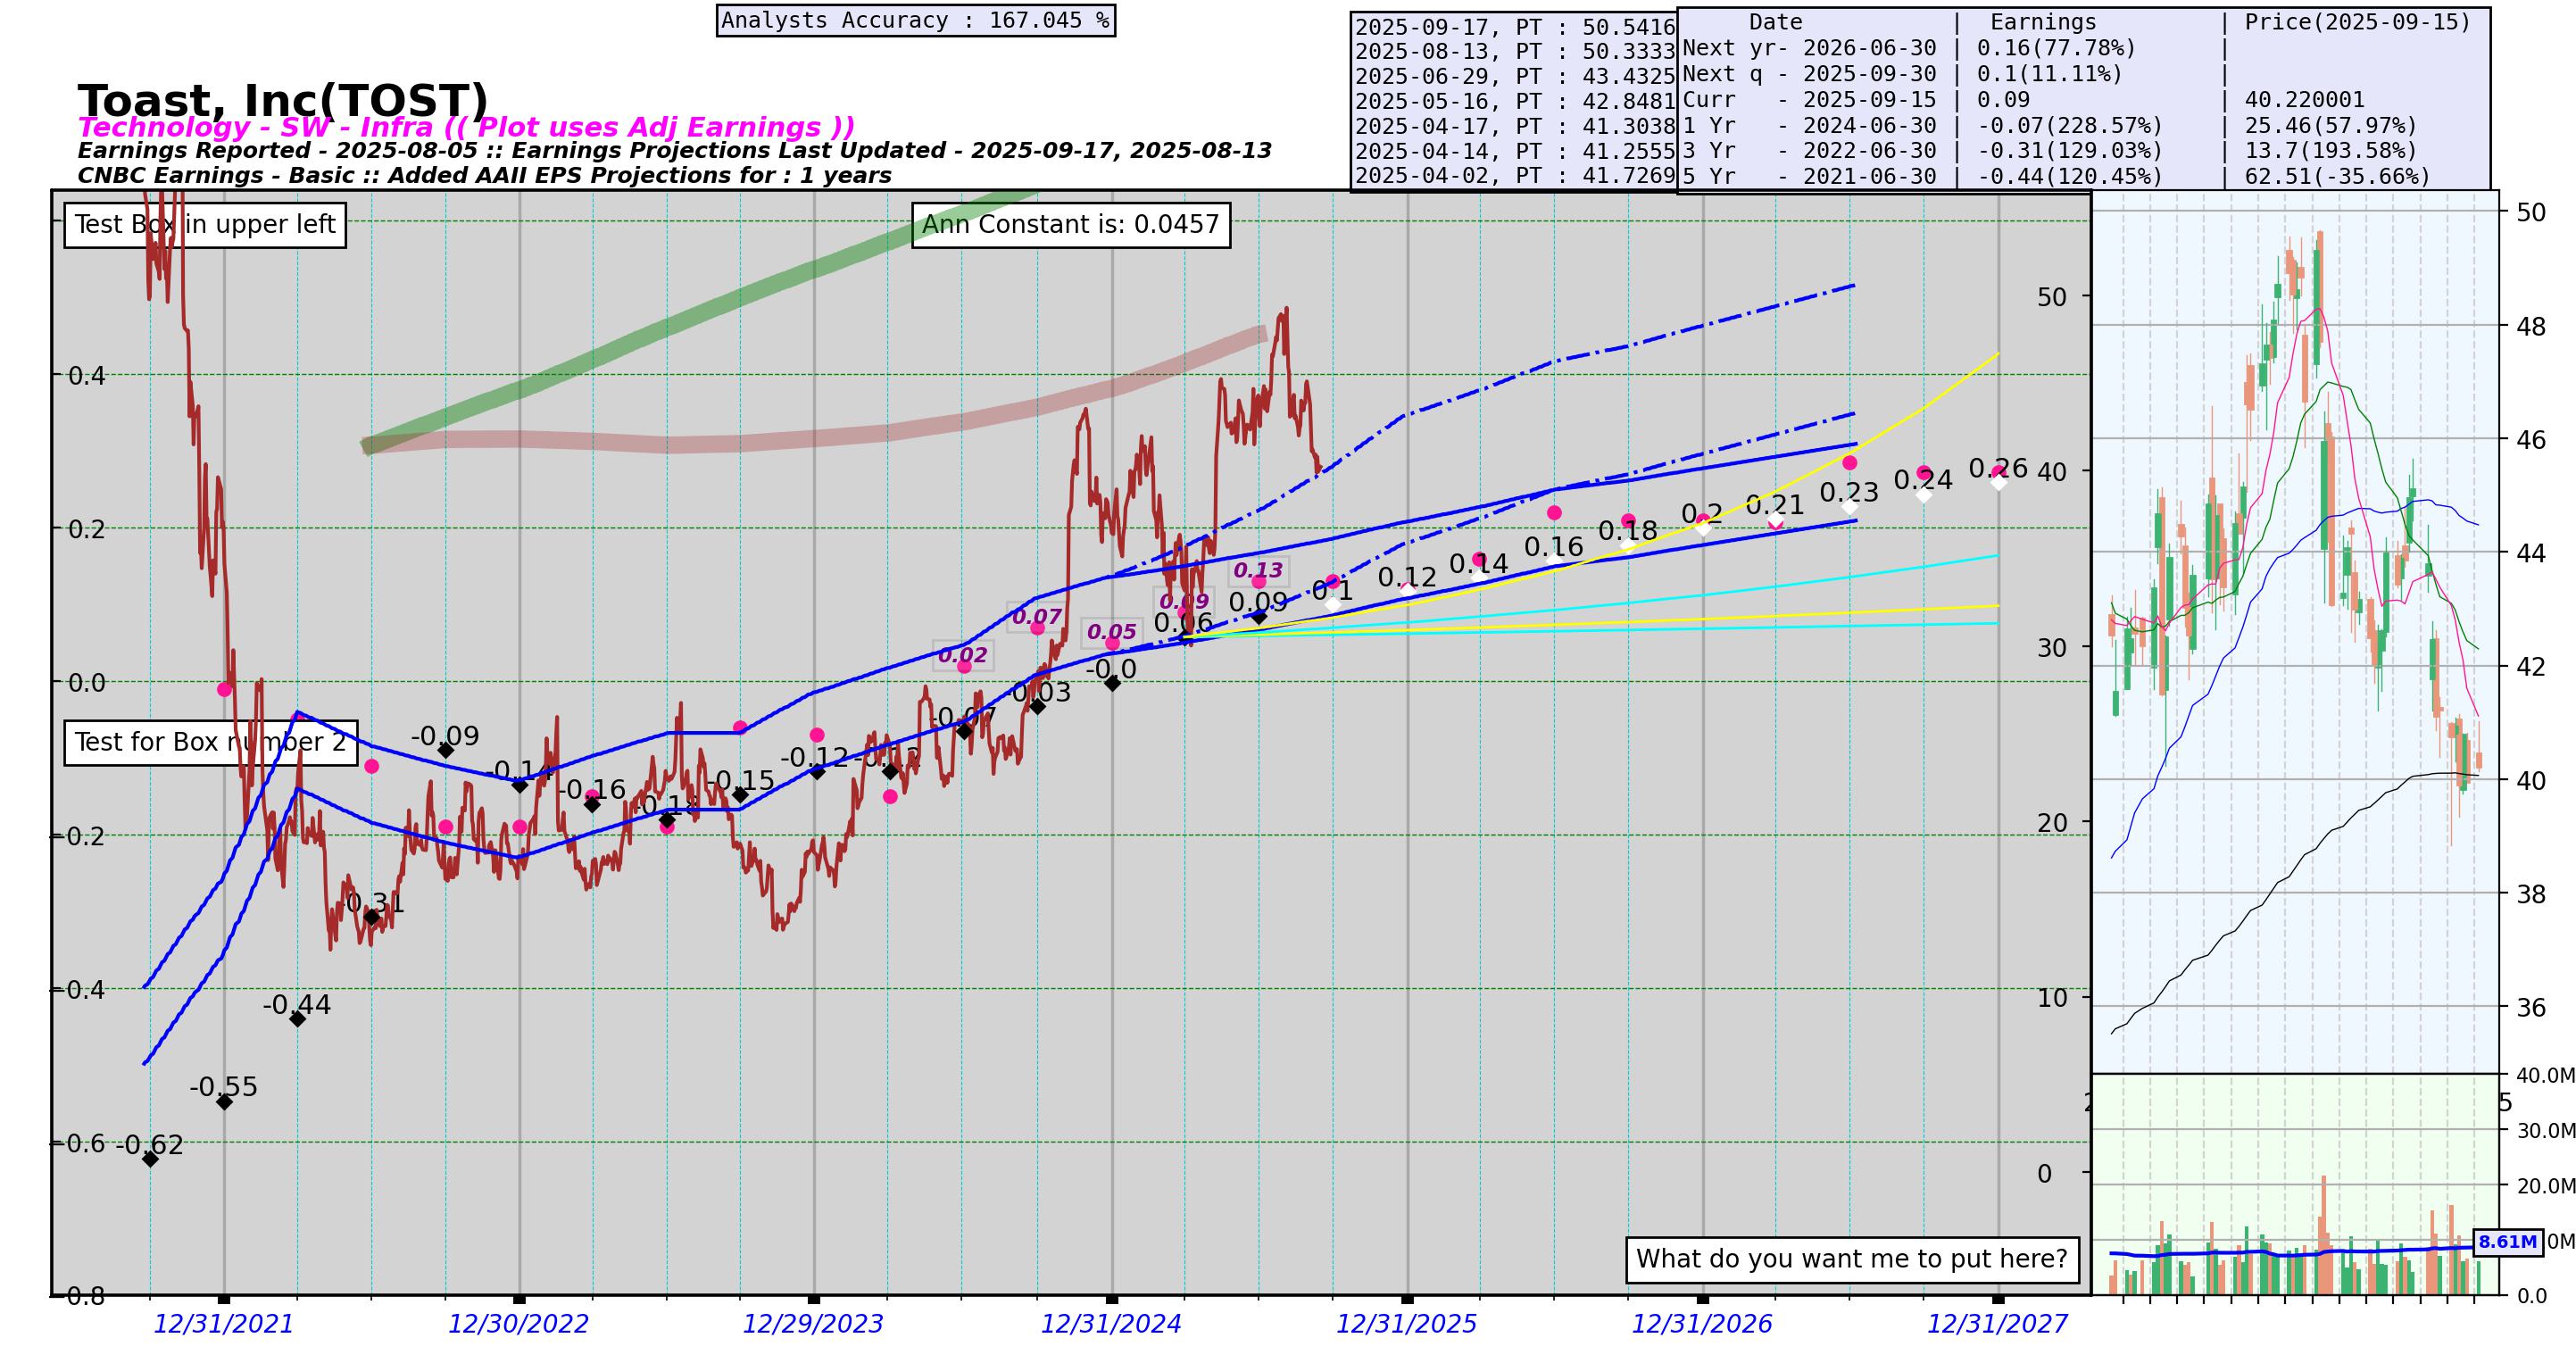 Analysts Accuracy : 167.045 %
2025-09-17, PT : 50.5416
2025-08-13, PT : 50.3333
2025-06-29, PT : 43.4325
2025-05-16, PT : 42.8481
2025-04-17, PT : 41.3038
2025-04-14, PT : 41.2555
2025-04-02, PT : 41.7269
Date | Earnings | Price(2025-09-15)
Next yr- 2026-06-30 | 0.16(77.78%) |
Next q - 2025-09-30 | 0.1(11.11%) |
Curr - 2025-09-15 | 0.09 | 40.220001
1 Yr - 2024-06-30 | -0.07(228.57%) | 25.46(57.97%)
3 Yr - 2022-06-30 | -0.31(129.03%) | 13.7(193.58%)
5 Yr - 2021-06-30 | -0.44(120.45%) | 62.51(-35.66%)
Toast, Inc(TOST)
Technology - SW - Infra (( Plot uses Adj Earnings ))
Earnings Reported - 2025-08-05 :: Earnings Projections Last Updated - 2025-09-17, 2025-08-13
CNBC Earnings - Basic :: Added AAII EPS Projections for : 1 years
Test Box in upper left
Ann Constant is: 0.0457
Test for Box number 2
What do you want me to put here?
0.4
0.2
0.0
-0.2
-0.4
-0.6
-0.8
-0.62
-0.55
-0.44
-0.31
-0.09
-0.14
-0.16
-0.18
-0.15
-0.12
-0.12
-0.07
-0.03
-0.0
0.06
0.09
0.1
0.12
0.14
0.16
0.18
0.2
0.21
0.23
0.24
0.26
0.02
0.07
0.05
0.09
0.13
50
40
30
20
10
0
50
48
46
44
42
40
38
36
40.0M
30.0M
20.0M
0M
0.0
8.61M
2
5
12/31/2021
12/30/2022
12/29/2023
12/31/2024
12/31/2025
12/31/2026
12/31/2027